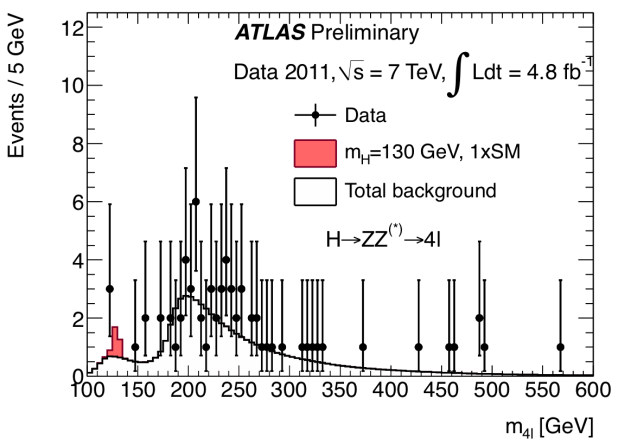 ATLAS Preliminary
Data 2011, √s = 7 TeV, ∫ Ldt = 4.8 fb⁻¹
Data
m_H=130 GeV, 1xSM
Total background
H→ZZ^(*)→4l
Events / 5 GeV
12
10
8
6
4
2
0
100 150 200 250 300 350 400 450 500 550 600
m_4l [GeV]